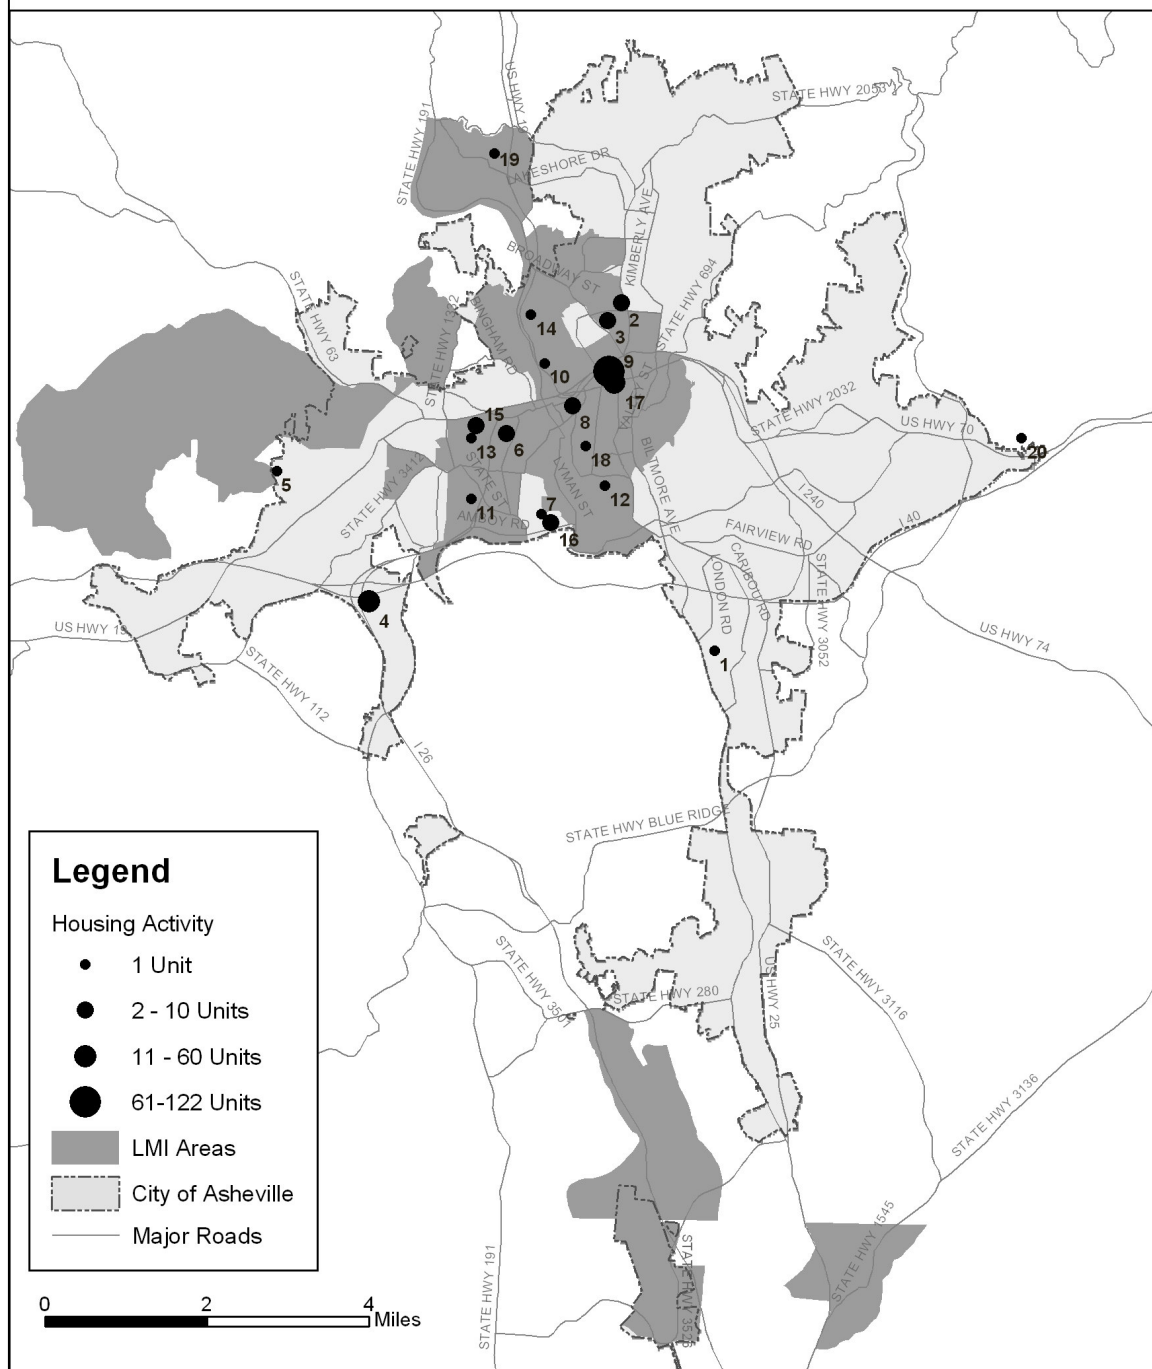 STATE HWY 2053
US HWY 19
STATE HWY 191
19
LAKESHORE DR
KIMBERLY AVE
BROADWAY ST
STATE HWY 694
STATE HWY 63
STATE HWY 1332
BINGHAM RD
2
3
14
9
10
17
VALLEY ST
8
15
13
6
18
STATE HWY 2032
US HWY 70
20
5
STATE HWY 3412
STATE ST
LYMAN ST
BILTMORE AVE
I 240
I 40
11
12
7
16
AMBOY RD
FAIRVIEW RD
CARIBOU RD
LONDON RD
STATE HWY 3052
4
1
US HWY 19
US HWY 74
STATE HWY 112
I 26
STATE HWY BLUE RIDGE
STATE HWY 3501
STATE HWY 280
US HWY 25
STATE HWY 3116
STATE HWY 3136
STATE HWY 1545
STATE HWY 191
Legend
Housing Activity
1 Unit
2 - 10 Units
11 - 60 Units
61-122 Units
LMI Areas
City of Asheville
Major Roads
0
2
4
Miles